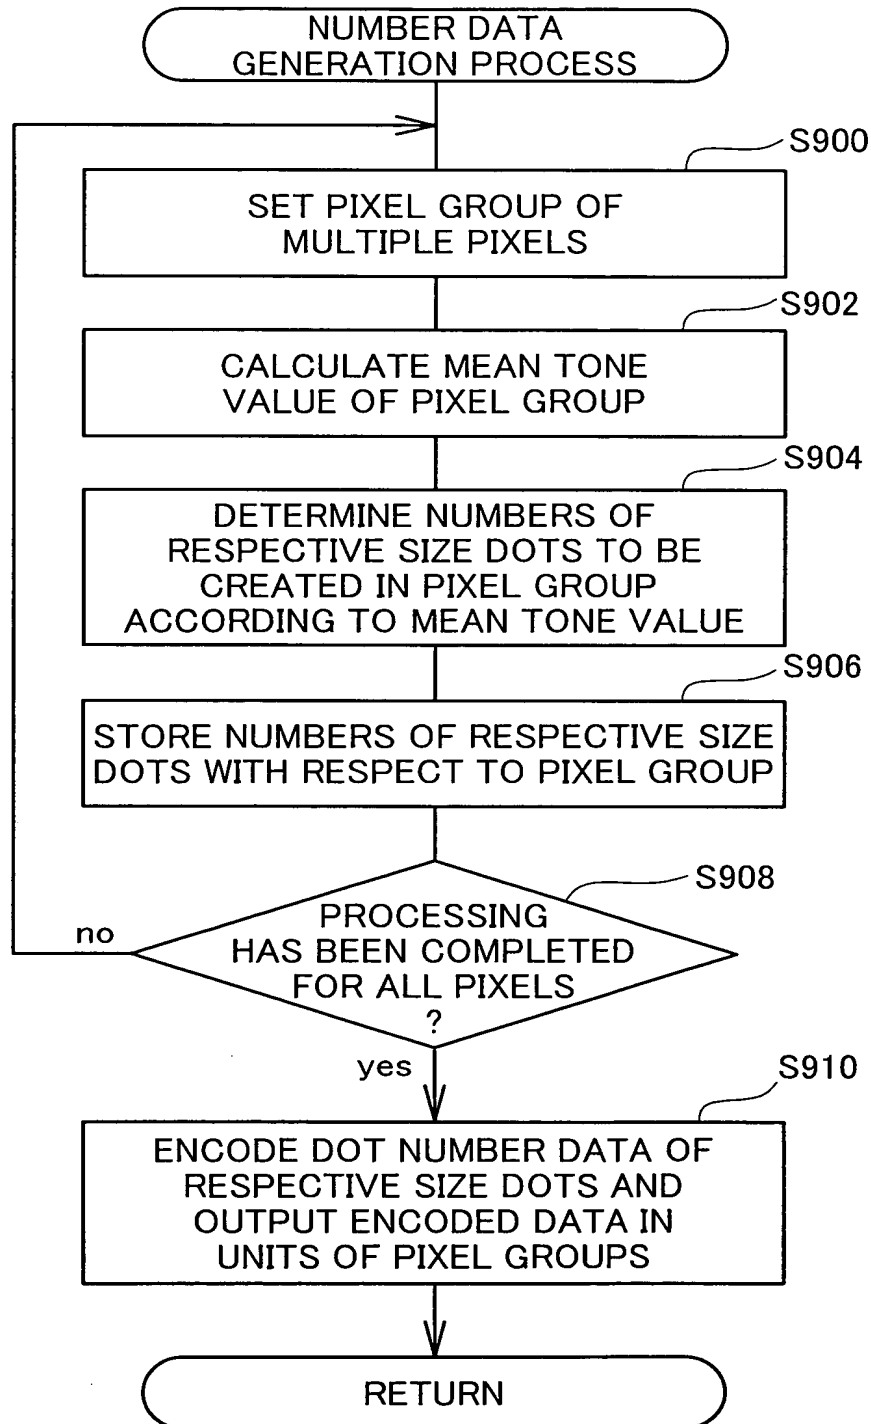 NUMBER DATA
GENERATION PROCESS
S900
SET PIXEL GROUP OF
MULTIPLE PIXELS
S902
CALCULATE MEAN TONE
VALUE OF PIXEL GROUP
S904
DETERMINE NUMBERS OF
RESPECTIVE SIZE DOTS TO BE
CREATED IN PIXEL GROUP
ACCORDING TO MEAN TONE VALUE
S906
STORE NUMBERS OF RESPECTIVE SIZE
DOTS WITH RESPECT TO PIXEL GROUP
S908
PROCESSING
HAS BEEN COMPLETED
FOR ALL PIXELS
?
no
yes
S910
ENCODE DOT NUMBER DATA OF
RESPECTIVE SIZE DOTS AND
OUTPUT ENCODED DATA IN
UNITS OF PIXEL GROUPS
RETURN